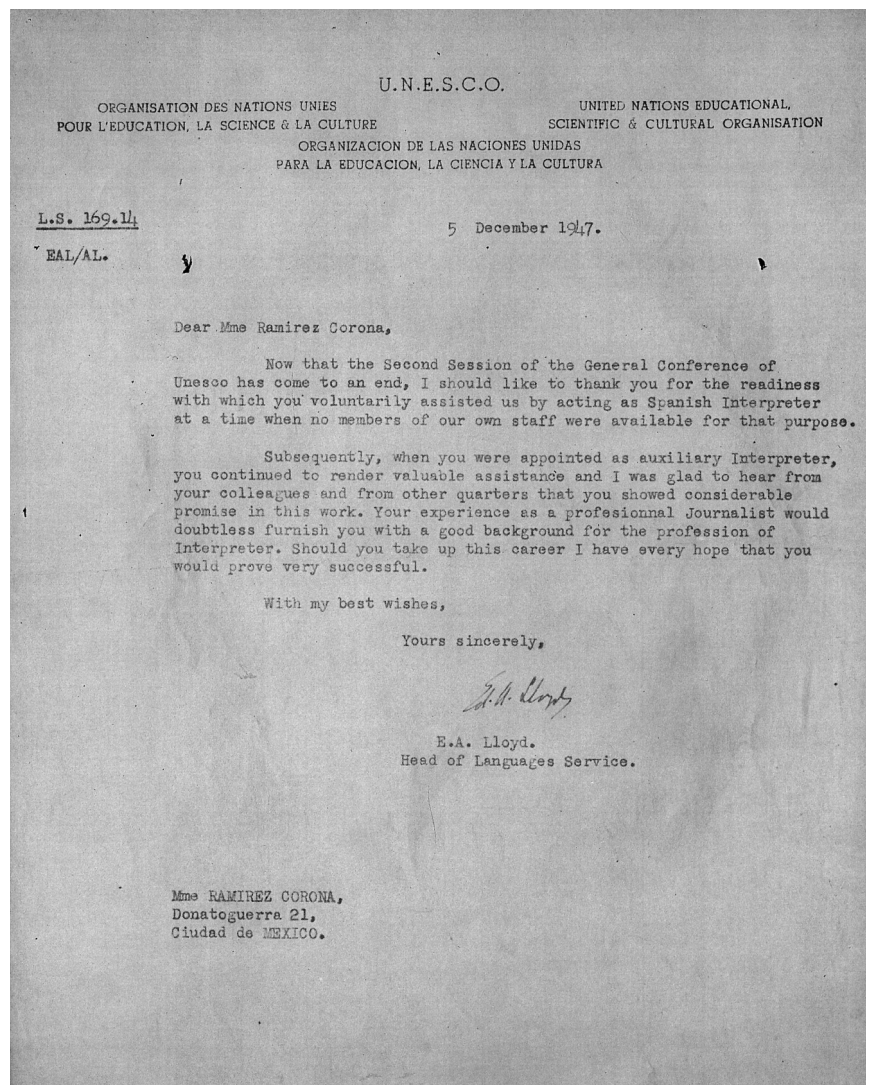 U.N.E.S.C.O.
ORGANISATION DES NATIONS UNIES
POUR L'EDUCATION, LA SCIENCE & LA CULTURE
UNITED NATIONS EDUCATIONAL,
SCIENTIFIC & CULTURAL ORGANISATION
ORGANIZACION DE LAS NACIONES UNIDAS
PARA LA EDUCACION, LA CIENCIA Y LA CULTURA
L.S. 169.14
EAL/AL.
5 December 1947.
Dear Mme Ramirez Corona,
Now that the Second Session of the General Conference of
Unesco has come to an end, I should like to thank you for the readiness
with which you voluntarily assisted us by acting as Spanish Interpreter
at a time when no members of our own staff were available for that purpose.
Subsequently, when you were appointed as auxiliary Interpreter,
you continued to render valuable assistance and I was glad to hear from
your colleagues and from other quarters that you showed considerable
promise in this work. Your experience as a profesionnal Journalist would
doubtless furnish you with a good background for the profession of
Interpreter. Should you take up this career I have every hope that you
would prove very successful.
With my best wishes,
Yours sincerely,
E.A. Lloyd
E.A. Lloyd.
Head of Languages Service.
Mme RAMIREZ CORONA,
Donatoguerra 21,
Ciudad de MEXICO.